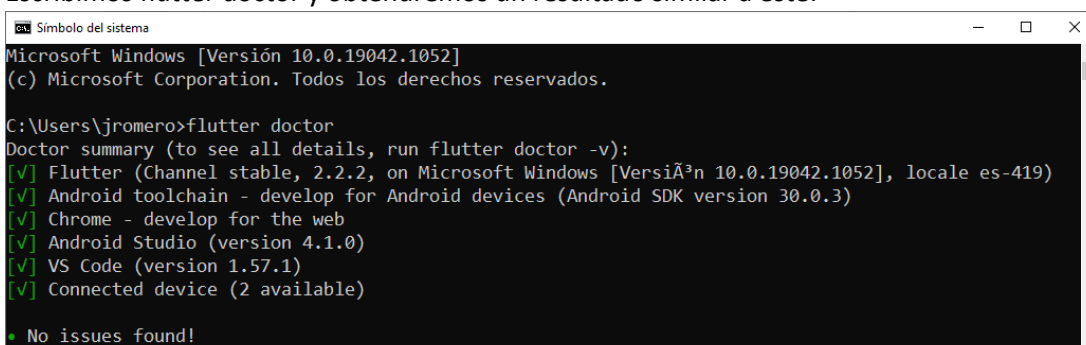 Escribimos flutter doctor y obtendremos un resultado similar a este:
Símbolo del sistema
Microsoft Windows [Versión 10.0.19042.1052]
(c) Microsoft Corporation. Todos los derechos reservados.
C:\Users\jromero>flutter doctor
Doctor summary (to see all details, run flutter doctor -v):
[√] Flutter (Channel stable, 2.2.2, on Microsoft Windows [VersiÃ³n 10.0.19042.1052], locale es-419)
[√] Android toolchain - develop for Android devices (Android SDK version 30.0.3)
[√] Chrome - develop for the web
[√] Android Studio (version 4.1.0)
[√] VS Code (version 1.57.1)
[√] Connected device (2 available)
• No issues found!